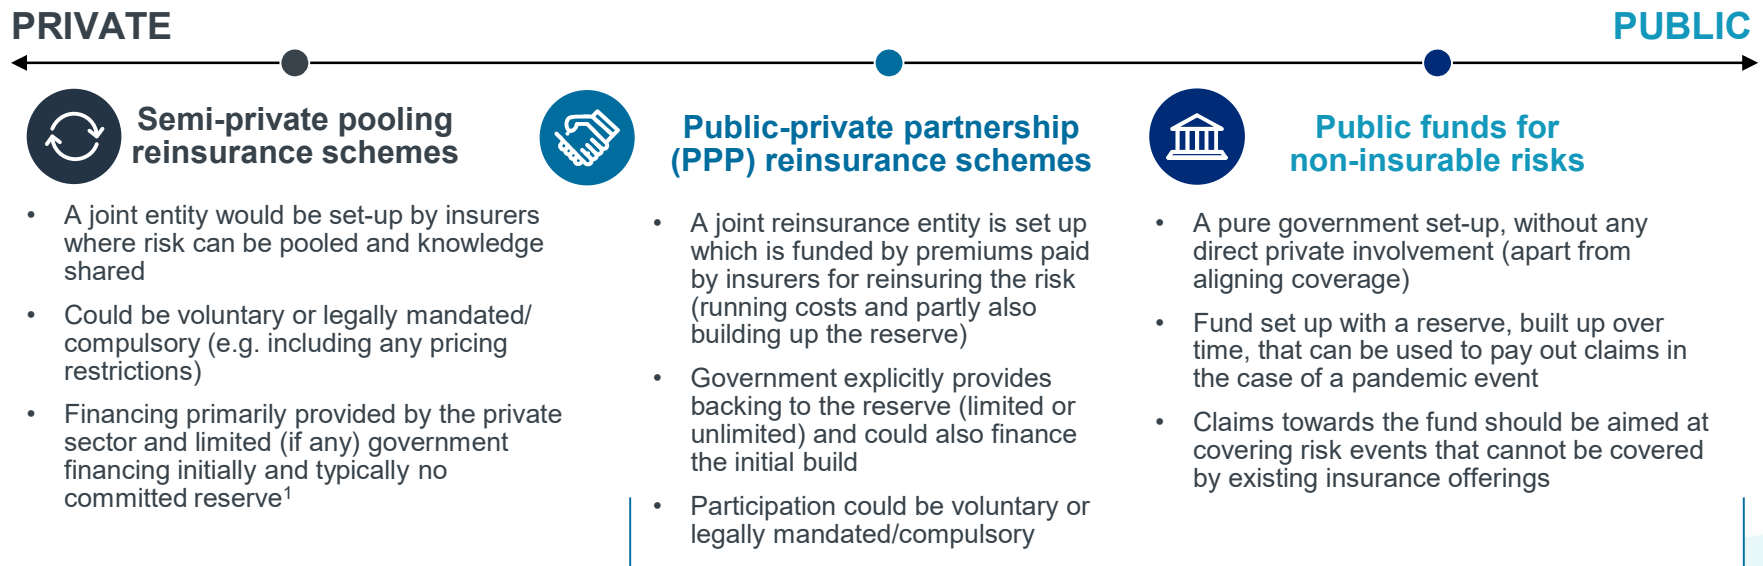 PRIVATE
PUBLIC
Semi-private pooling
reinsurance schemes
• A joint entity would be set-up by insurers
where risk can be pooled and knowledge
shared
• Could be voluntary or legally mandated/
compulsory (e.g. including any pricing
restrictions)
• Financing primarily provided by the private
sector and limited (if any) government
financing initially and typically no
committed reserve¹
Public-private partnership
(PPP) reinsurance schemes
• A joint reinsurance entity is set up
which is funded by premiums paid
by insurers for reinsuring the risk
(running costs and partly also
building up the reserve)
• Government explicitly provides
backing to the reserve (limited or
unlimited) and could also finance
the initial build
• Participation could be voluntary or
legally mandated/compulsory
Public funds for
non-insurable risks
• A pure government set-up, without any
direct private involvement (apart from
aligning coverage)
• Fund set up with a reserve, built up over
time, that can be used to pay out claims in
the case of a pandemic event
• Claims towards the fund should be aimed at
covering risk events that cannot be covered
by existing insurance offerings